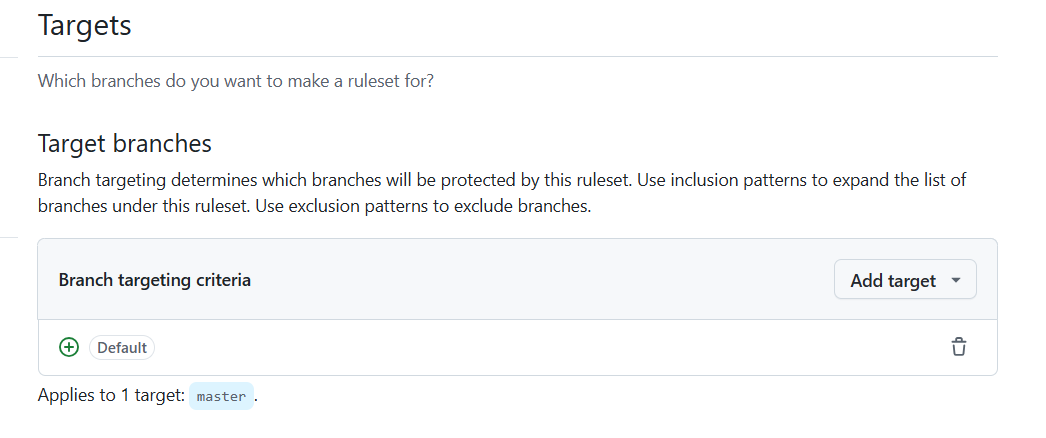 Targets
Which branches do you want to make a ruleset for?
Target branches
Branch targeting determines which branches will be protected by this ruleset. Use inclusion patterns to expand the list of
branches under this ruleset. Use exclusion patterns to exclude branches.
Branch targeting criteria
Add target
Default
Applies to 1 target: master.